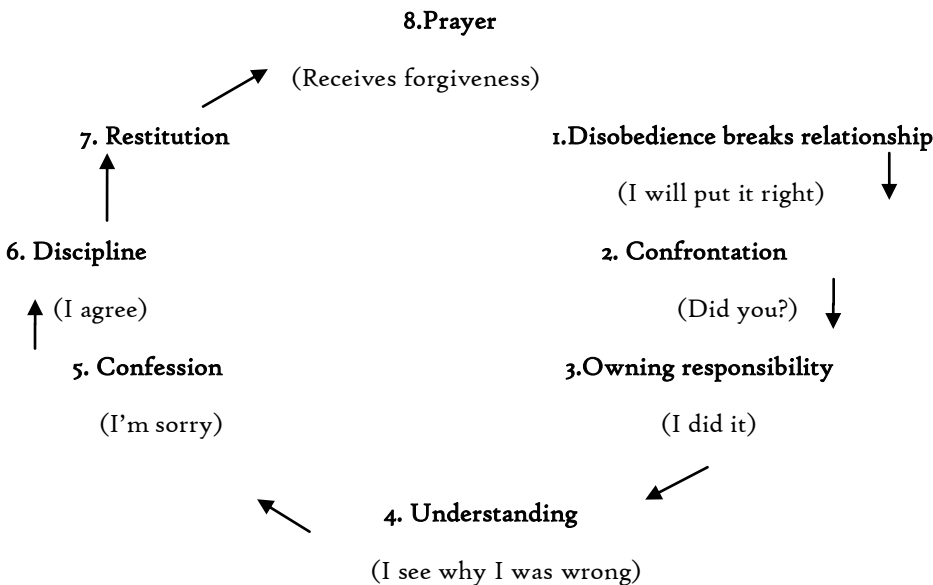 8.Prayer
(Receives forgiveness)
7. Restitution
1.Disobedience breaks relationship
(I will put it right)
6. Discipline
2. Confrontation
(I agree)
(Did you?)
5. Confession
3.Owning responsibility
(I'm sorry)
(I did it)
4. Understanding
(I see why I was wrong)